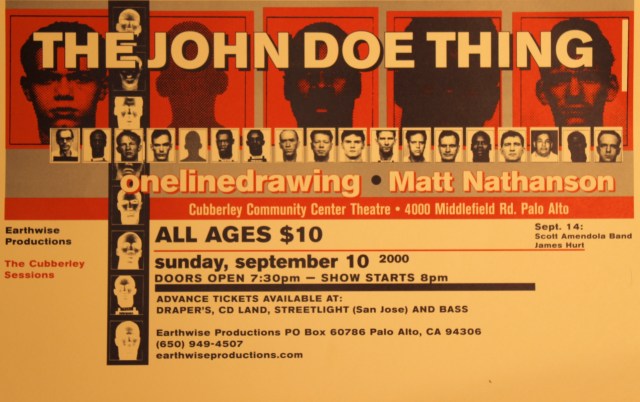 THE JOHN DOE THING
onelinedrawing • Matt Nathanson
Cubberley Community Center Theatre • 4000 Middlefield Rd. Palo Alto
Earthwise
Productions
The Cubberley
Sessions
ALL AGES $10
sunday, september 10 2000
DOORS OPEN 7:30pm — SHOW STARTS 8pm
Sept. 14:
Scott Amendola Band
James Hurt
ADVANCE TICKETS AVAILABLE AT:
DRAPER'S, CD LAND, STREETLIGHT (San Jose) AND BASS
Earthwise Productions PO Box 60786 Palo Alto, CA 94306
(650) 949-4507
earthwiseproductions.com